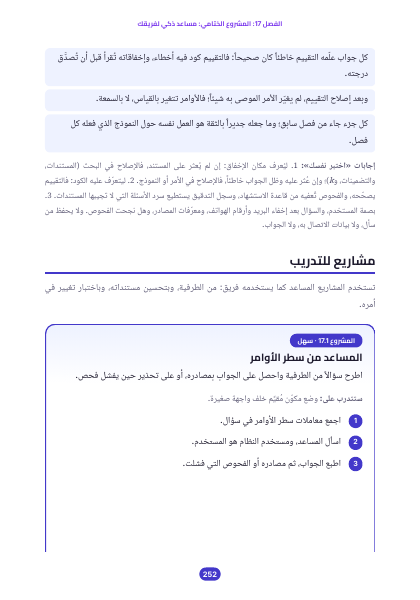 الفصل 17: المشروع الختامي: مساعد ذكي لفريقك
كل جواب علّمه التقييم خاطئاً كان صحيحاً: فالتقييم كود فيه أخطاء، وإخفاقاته تُقرأ قبل أن تُصدَّق
درجته.
وبعد إصلاح التقييم، لم يغيّر الأمر الموصى به شيئاً؛ فالأوامر تتغير بالقياس، لا بالسمعة.
كل جزء جاء من فصل سابق؛ وما جعله جديراً بالثقة هو العمل نفسه حول النموذج الذي فعله كل
فصل.
إجابات «اختبر نفسك»: 1. ليُعرف مكان الإخفاق: إن لم يُعثر على المستند، فالإصلاح في البحث (المستندات،
والتضمينات، وk)؛ وإن عُثر عليه وظل الجواب خاطئاً، فالإصلاح في الأمر أو النموذج. 2. ليتعرّف عليه الكود: فالتقييم
يصححه، والفحوص تُعفيه من قاعدة الاستشهاد، وسجل التدقيق يستطيع سرد الأسئلة التي لا تجيبها المستندات. 3.
بصمة المستخدم، والسؤال بعد إخفاء البريد وأرقام الهواتف، ومعرّفات المصادر، وهل نجحت الفحوص. ولا يحفظ من
سأل، ولا بيانات الاتصال به، ولا الجواب.
مشاريع للتدريب
تستخدم المشاريع المساعد كما يستخدمه فريق: من الطرفية، وبتحسين مستنداته، وباختبار تغيير في
أمره.
المشروع 17.1 · سهل
المساعد من سطر الأوامر
اطرح سؤالاً من الطرفية واحصل على الجواب بمصادره، أو على تحذير حين يفشل فحص.
ستتدرب على: وضع مكوّن مُقيَّم خلف واجهة صغيرة.
1 اجمع معاملات سطر الأوامر في سؤال.
2 اسأل المساعد، ومستخدم النظام هو المستخدم.
3 اطبع الجواب، ثم مصادره أو الفحوص التي فشلت.
252